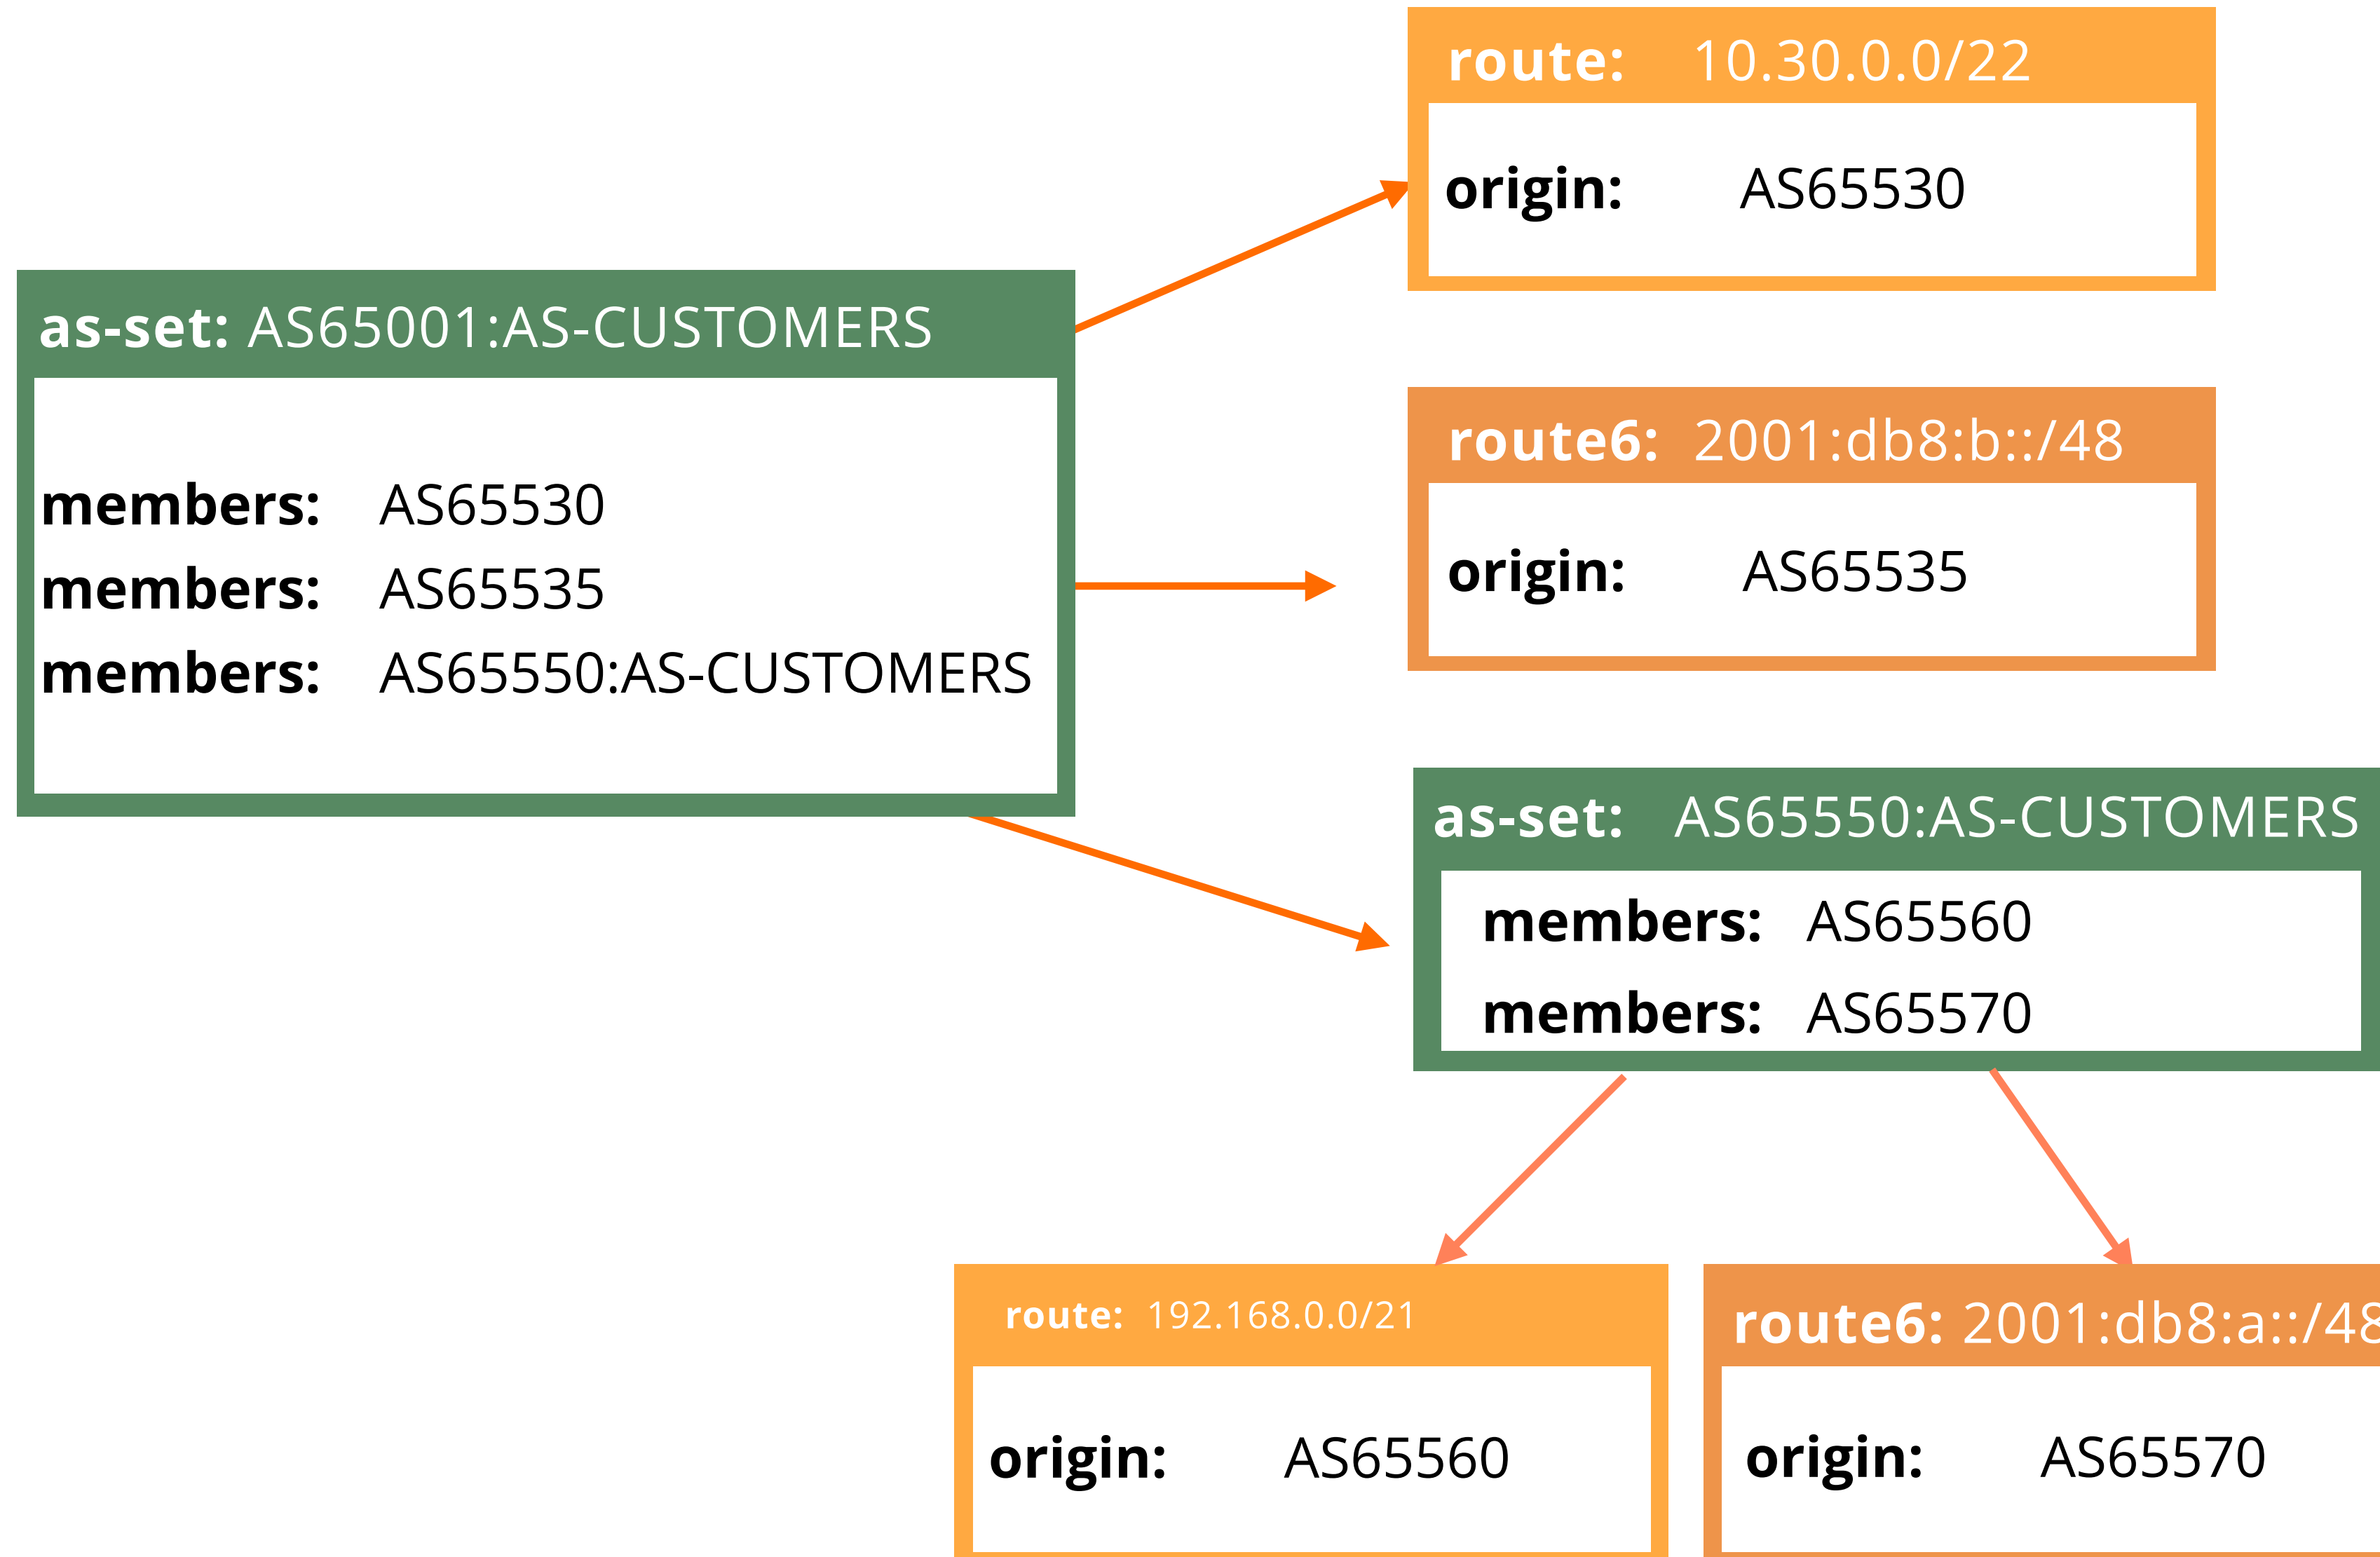 route: 10.30.0.0/22
origin: AS65530
as-set: AS65001:AS-CUSTOMERS
members: AS65530
members: AS65535
members: AS65550:AS-CUSTOMERS
route6: 2001:db8:b::/48
origin: AS65535
as-set: AS65550:AS-CUSTOMERS
members: AS65560
members: AS65570
route: 192.168.0.0/21
origin: AS65560
route6: 2001:db8:a::/48
origin: AS65570